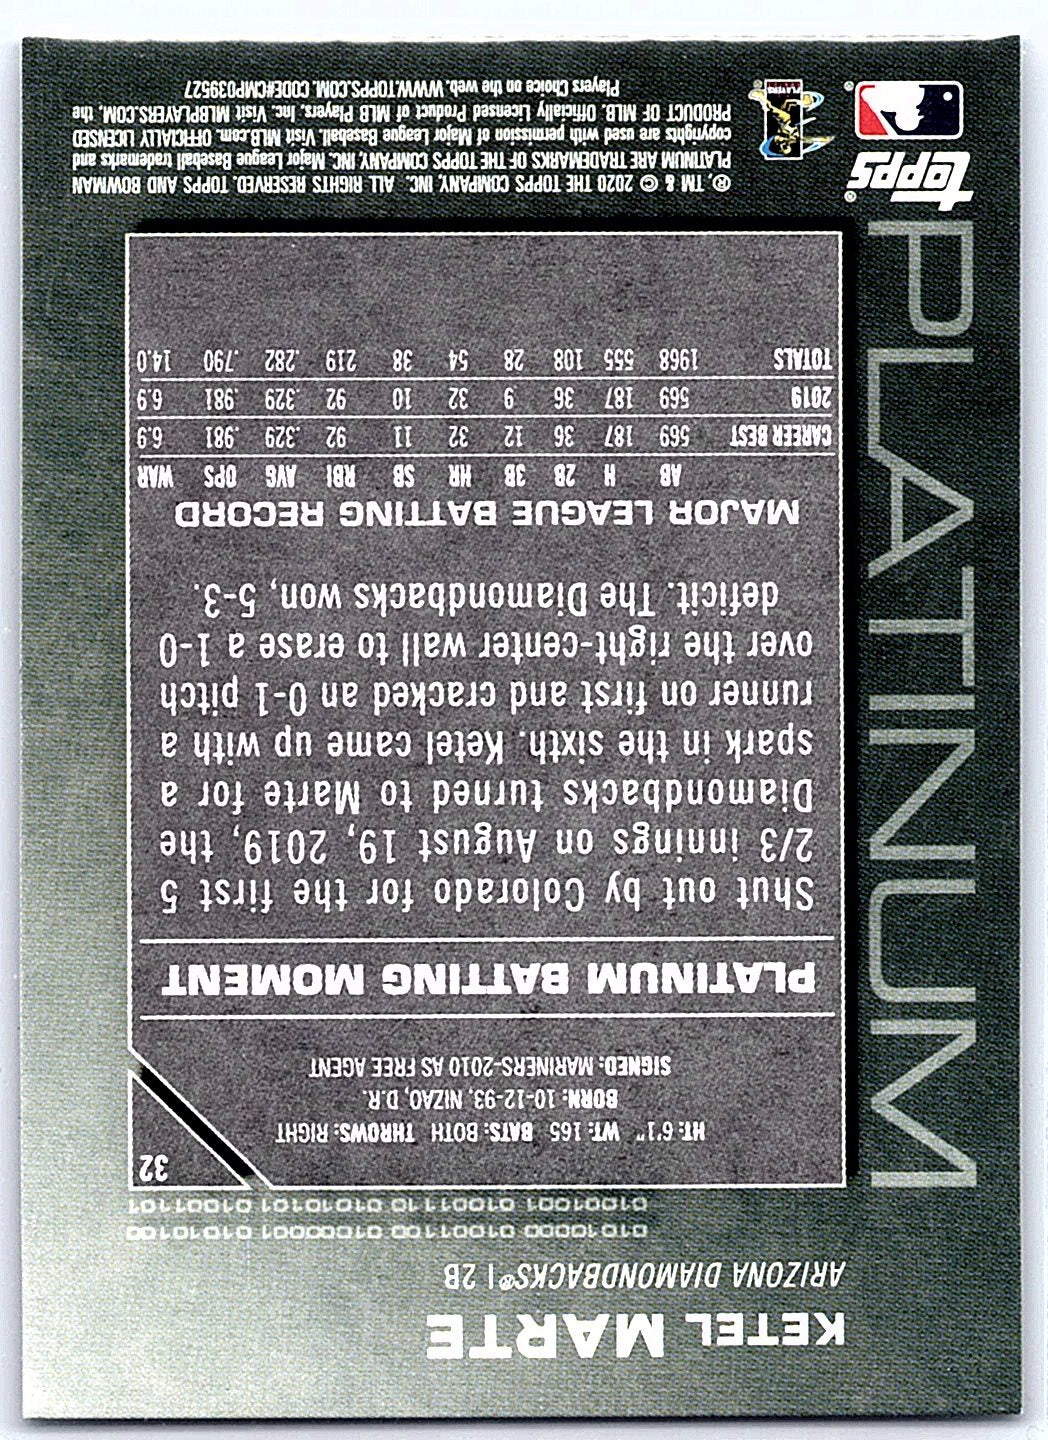 KETEL MARTE
ARIZONA DIAMONDBACKS® | 2B
32
HT: 6'1" WT: 165 BATS: BOTH THROWS: RIGHT
BORN: 10-12-93, NIZAO, D.R.
SIGNED: MARINERS-2010 AS FREE AGENT
PLATINUM BATTING MOMENT
Shut out by Colorado for the first 5
2/3 innings on August 19, 2019, the
Diamondbacks turned to Marte for a
spark in the sixth. Ketel came up with a
runner on first and cracked an 0-1 pitch
over the right-center wall to erase a 1-0
deficit. The Diamondbacks won, 5-3.
MAJOR LEAGUE BATTING RECORD
AB H 2B 3B HR SB RBI AVG OPS WAR
CAREER BEST 569 187 36 12 32 11 92 .329 .981 6.9
2019 569 187 36 9 32 10 92 .329 .981 6.9
TOTALS 1968 555 108 28 54 38 219 .282 .790 14.0
PLATINUM
topps®
®, TM & © 2020 THE TOPPS COMPANY, INC. ALL RIGHTS RESERVED. TOPPS AND BOWMAN
PLATINUM ARE TRADEMARKS OF THE TOPPS COMPANY, INC. Major League Baseball trademarks and
copyrights are used with permission of Major League Baseball. Visit MLB.com. OFFICIALLY LICENSED
PRODUCT OF MLB. Officially Licensed Product of MLB Players, Inc. Visit MLBPLAYERS.COM, the
Players Choice on the web. WWW.TOPPS.COM. CODE#CMP039527